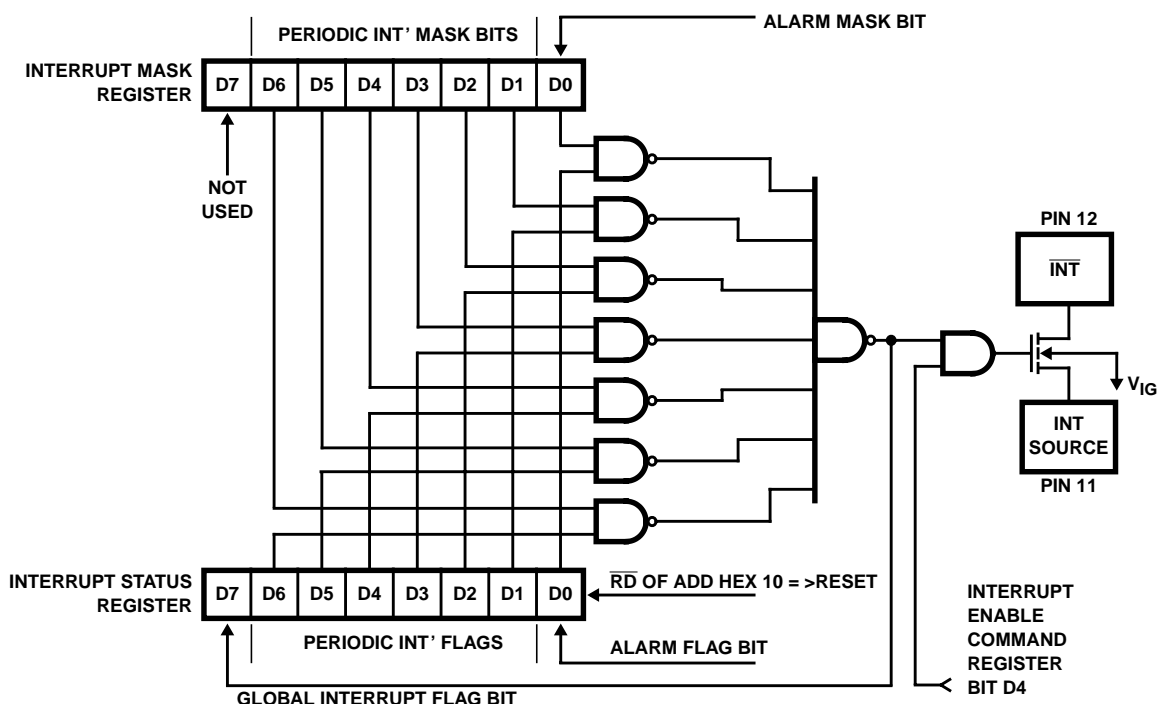 ALARM MASK BIT
PERIODIC INT' MASK BITS
INTERRUPT MASK
REGISTER
D7 D6 D5 D4 D3 D2 D1 D0
NOT
USED
PIN 12
I̅N̅T̅
V_IG
INT
SOURCE
PIN 11
INTERRUPT STATUS
REGISTER
D7 D6 D5 D4 D3 D2 D1 D0
R̅D̅ OF ADD HEX 10 = >RESET
PERIODIC INT' FLAGS
ALARM FLAG BIT
GLOBAL INTERRUPT FLAG BIT
INTERRUPT
ENABLE
COMMAND
REGISTER
BIT D4